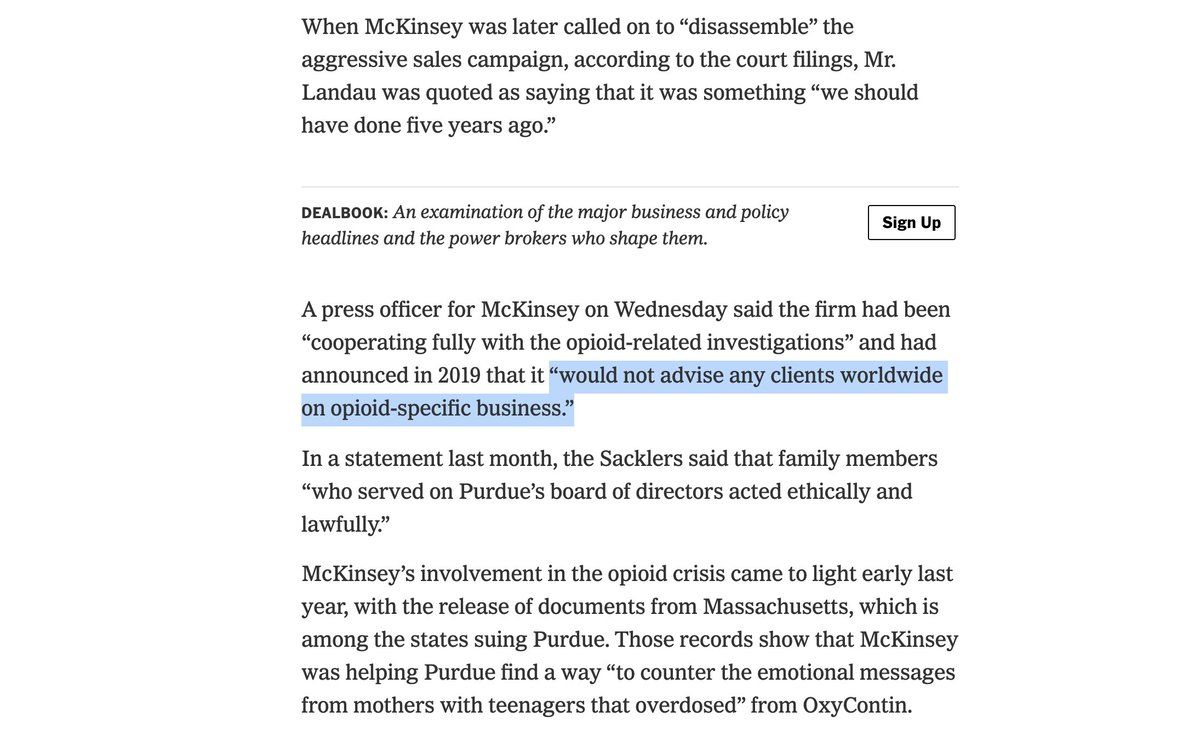 When McKinsey was later called on to “disassemble” the
aggressive sales campaign, according to the court filings, Mr.
Landau was quoted as saying that it was something “we should
have done five years ago.”
DEALBOOK: An examination of the major business and policy
headlines and the power brokers who shape them.
Sign Up
A press officer for McKinsey on Wednesday said the firm had been
“cooperating fully with the opioid-related investigations” and had
announced in 2019 that it “would not advise any clients worldwide
on opioid-specific business.”
In a statement last month, the Sacklers said that family members
“who served on Purdue’s board of directors acted ethically and
lawfully.”
McKinsey’s involvement in the opioid crisis came to light early last
year, with the release of documents from Massachusetts, which is
among the states suing Purdue. Those records show that McKinsey
was helping Purdue find a way “to counter the emotional messages
from mothers with teenagers that overdosed” from OxyContin.